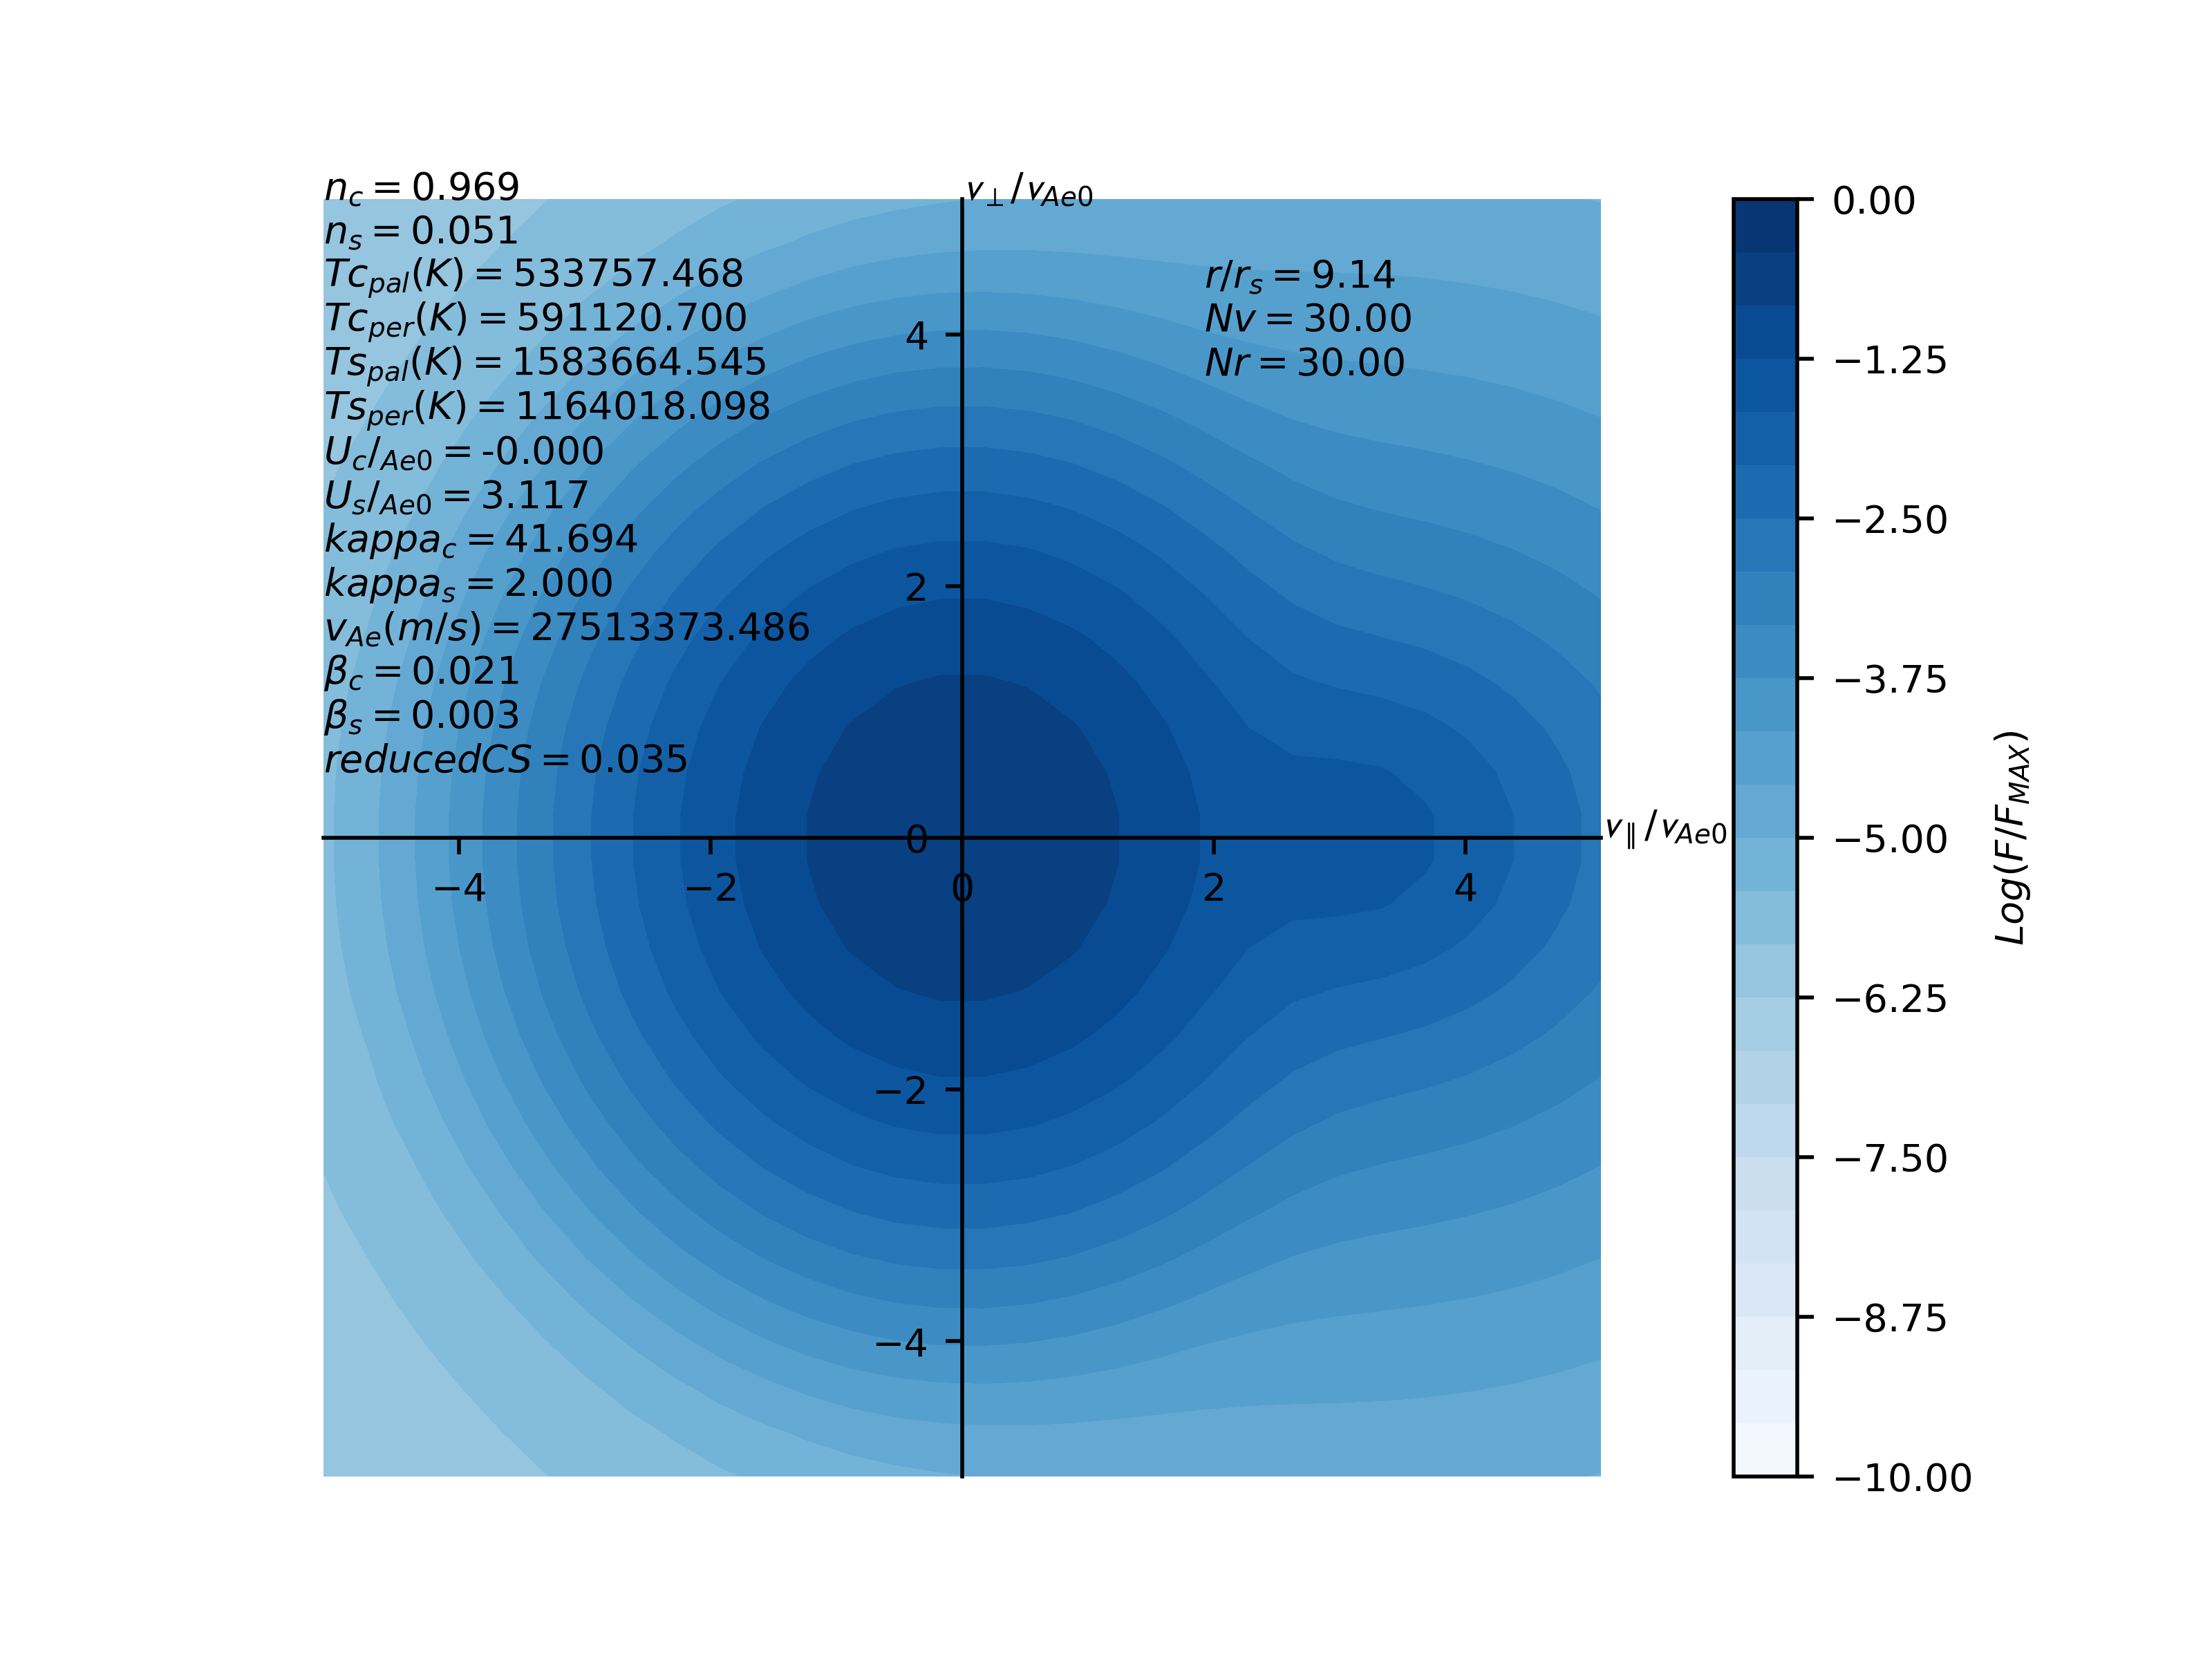 n_c = 0.969
n_s = 0.051
Tc_pal(K) = 533757.468
Tc_per(K) = 591120.700
Ts_pal(K) = 1583664.545
Ts_per(K) = 1164018.098
U_c/_Ae0 = -0.000
U_s/_Ae0 = 3.117
kappa_c = 41.694
kappa_s = 2.000
v_Ae(m/s) = 27513373.486
β_c = 0.021
β_s = 0.003
reducedCS = 0.035
v_⊥/v_Ae0
r/r_s = 9.14
Nv = 30.00
Nr = 30.00
4
2
0
−2
−4
−4 −2 0 2 4
v_∥/v_Ae0
0.00
−1.25
−2.50
−3.75
−5.00
−6.25
−7.50
−8.75
−10.00
Log(F/F_MAX)